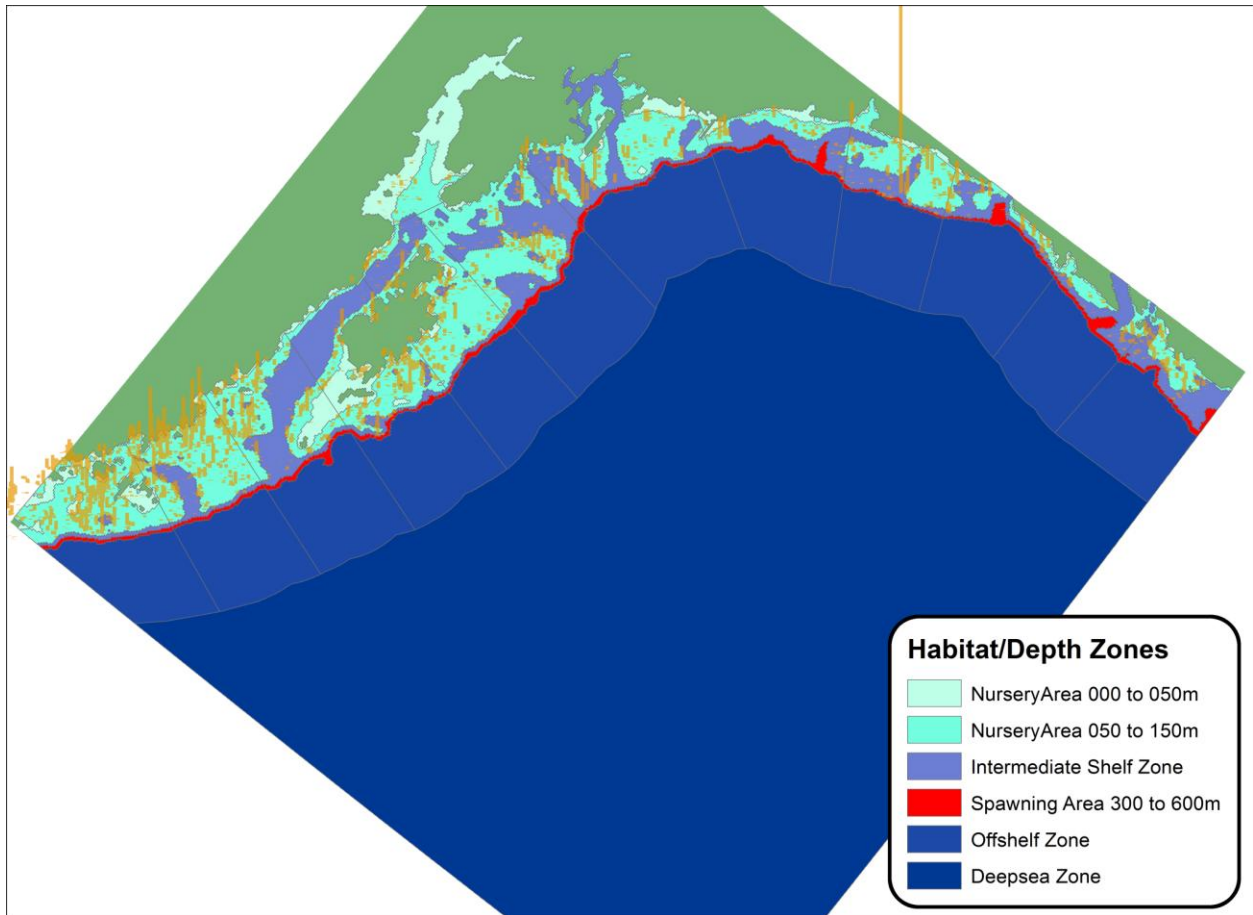 Habitat/Depth Zones
NurseryArea 000 to 050m
NurseryArea 050 to 150m
Intermediate Shelf Zone
Spawning Area 300 to 600m
Offshelf Zone
Deepsea Zone